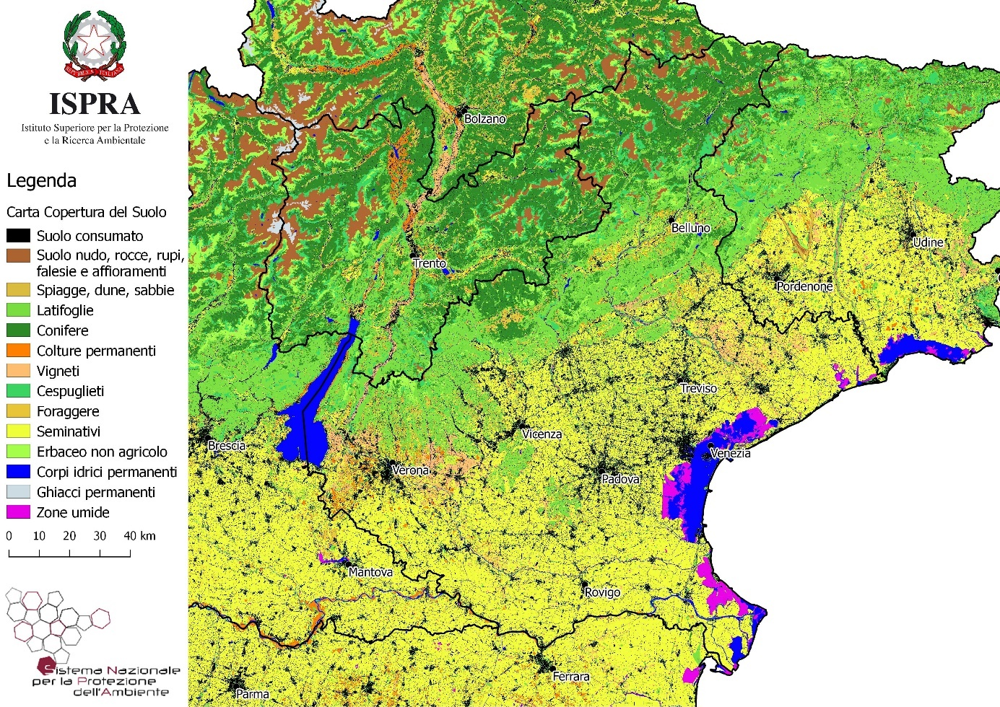 REPVBBLICA ITALIANA
ISPRA
Istituto Superiore per la Protezione
e la Ricerca Ambientale
Legenda
Carta Copertura del Suolo
Suolo consumato
Suolo nudo, rocce, rupi,
falesie e affioramenti
Spiagge, dune, sabbie
Latifoglie
Conifere
Colture permanenti
Vigneti
Cespuglieti
Foraggere
Seminativi
Erbaceo non agricolo
Corpi idrici permanenti
Ghiacci permanenti
Zone umide
0 10 20 30 40 km
Sistema Nazionale
per la Protezione
dell'Ambiente
Bolzano
Belluno
Udine
Trento
Pordenone
Treviso
Brescia
Vicenza
Venezia
Verona
Padova
Mantova
Rovigo
Ferrara
Parma